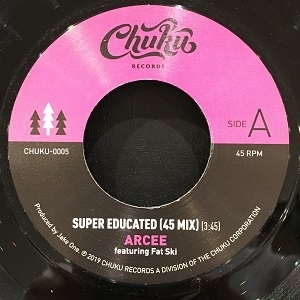 Chuku
RECORDS
CHUKU-0005
SIDE A
45 RPM
SUPER EDUCATED (45 MIX) (3:45)
ARCEE
featuring Fat Ski
Produced by Jake One. ℗ © 2019 CHUKU RECORDS A DIVISION OF THE CHUKU CORPORATION